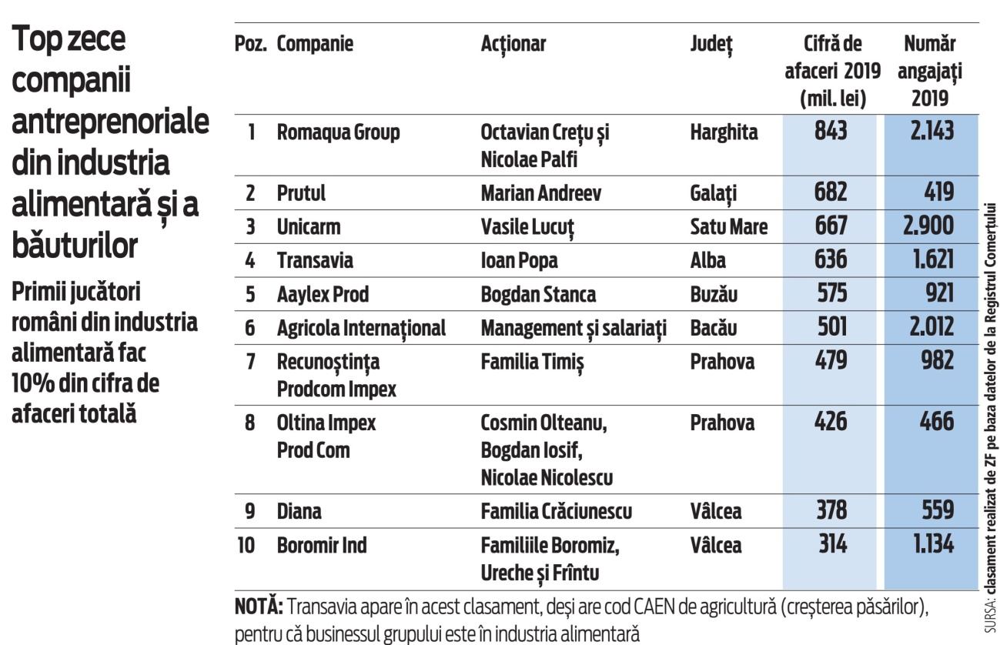 Top zece
companii
antreprenoriale
din industria
alimentară și a
băuturilor
Primii jucători
români din industria
alimentară fac
10% din cifra de
afaceri totală
Poz. Companie Acționar Județ Cifră de afaceri 2019 (mil. lei) Număr angajați 2019
1 Romaqua Group Octavian Crețu și Harghita 843 2.143
Nicolae Palfi
2 Prutul Marian Andreev Galați 682 419
3 Unicarm Vasile Lucuț Satu Mare 667 2.900
4 Transavia Ioan Popa Alba 636 1.621
5 Aaylex Prod Bogdan Stanca Buzău 575 921
6 Agricola Internațional Management și salariați Bacău 501 2.012
7 Recunoștința Familia Timiș Prahova 479 982
Prodcom Impex
8 Oltina Impex Cosmin Olteanu, Prahova 426 466
Prod Com Bogdan Iosif,
Nicolae Nicolescu
9 Diana Familia Crăciunescu Vâlcea 378 559
10 Boromir Ind Familiile Boromiz, Vâlcea 314 1.134
Ureche și Frîntu
NOTĂ: Transavia apare în acest clasament, deși are cod CAEN de agricultură (creșterea păsărilor),
pentru că businessul grupului este în industria alimentară
SURSA: clasament realizat de ZF pe baza datelor de la Registrul Comerțului